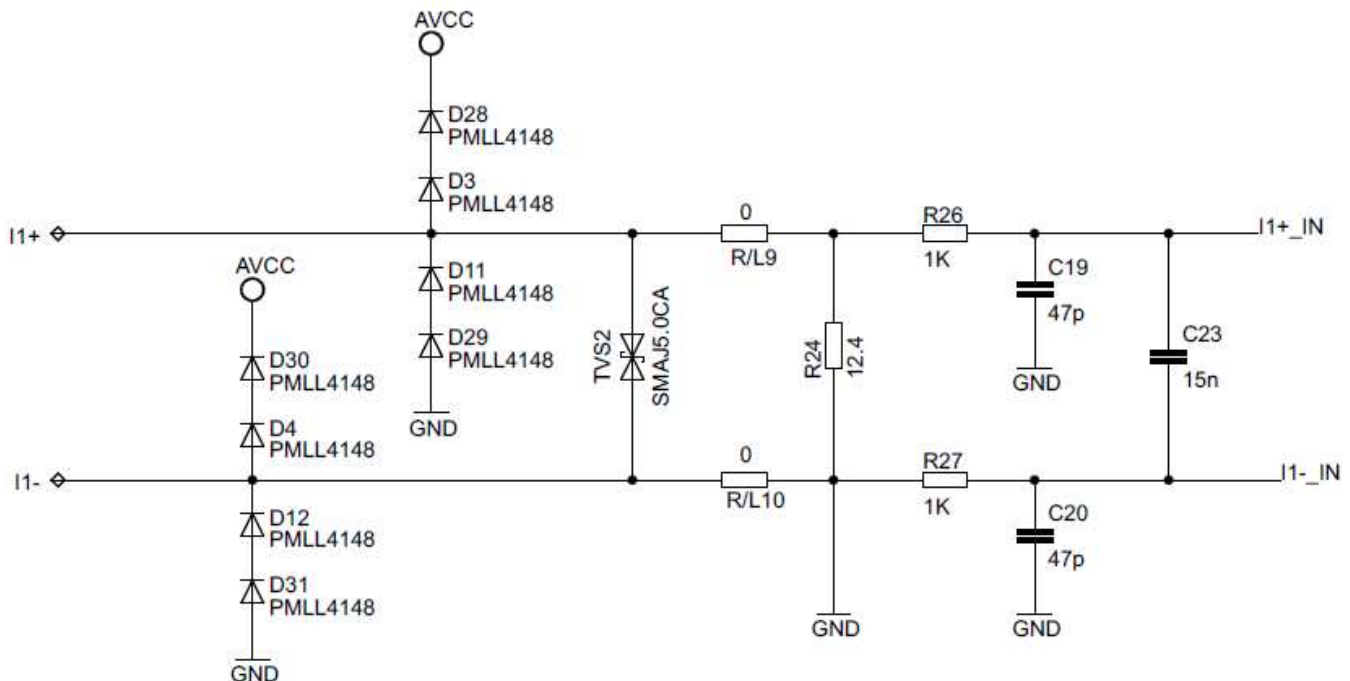 AVCC
D28
PMLL4148
D3
PMLL4148
I1+
0
R/L9
R26
1K
I1+_IN
AVCC
D11
PMLL4148
D29
PMLL4148
GND
TVS2
SMAJ5.0CA
R24
12.4
C19
47p
GND
C23
15n
D30
PMLL4148
D4
PMLL4148
I1-
0
R/L10
R27
1K
I1-_IN
D12
PMLL4148
D31
PMLL4148
GND
GND
C20
47p
GND